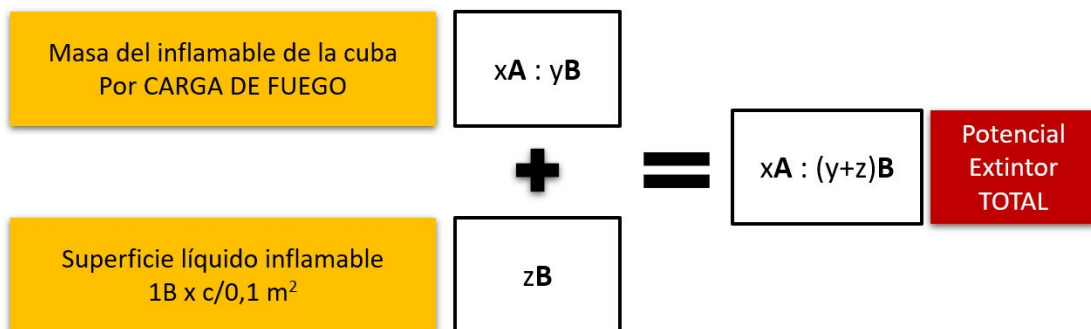 Masa del inflamable de la cuba
Por CARGA DE FUEGO
xA : yB
xA : (y+z)B
Potencial
Extintor
TOTAL
Superficie líquido inflamable
1B x c/0,1 m²
zB